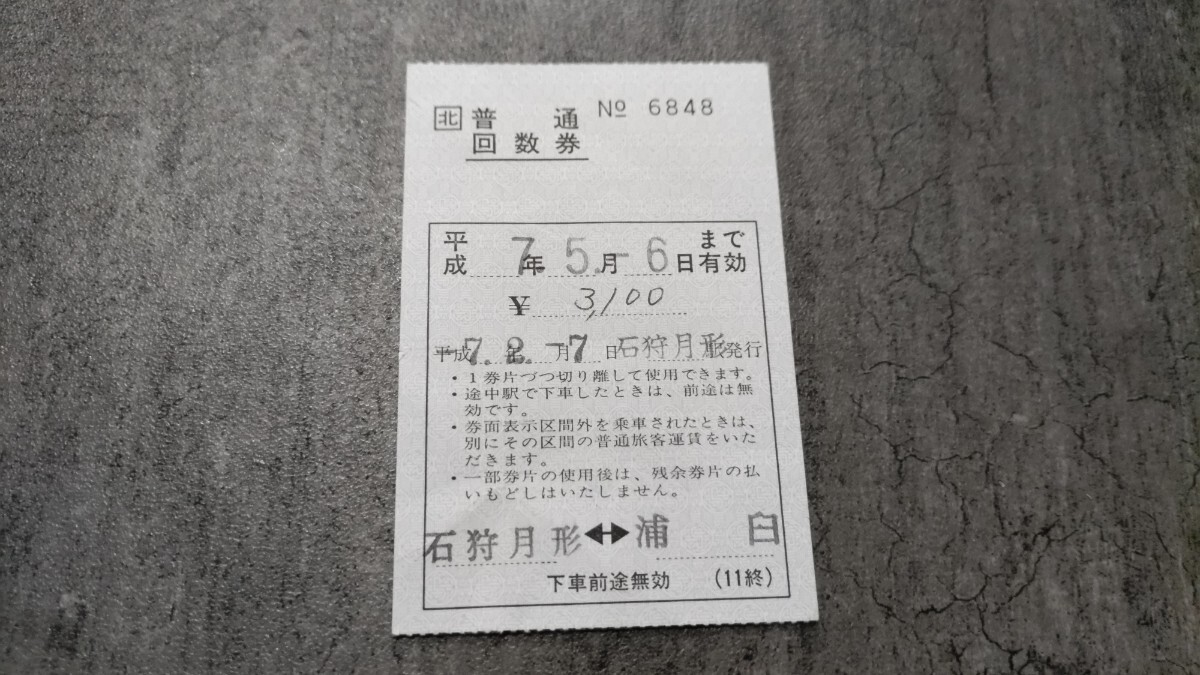 北 普通 № 6848
回数券
平成 7年 5.月-6日 まで有効
¥ 3,100
平成7.年2.月-7日石狩月形駅発行
・1券片づつ切り離して使用できます。
・途中駅で下車したときは、前途は無
効です。
・券面表示区間外を乗車されたときは、
別にその区間の普通旅客運賃をいた
だきます。
・一部券片の使用後は、残余券片の払
いもどしはいたしません。
石狩月形↔浦臼
下車前途無効 (11終)